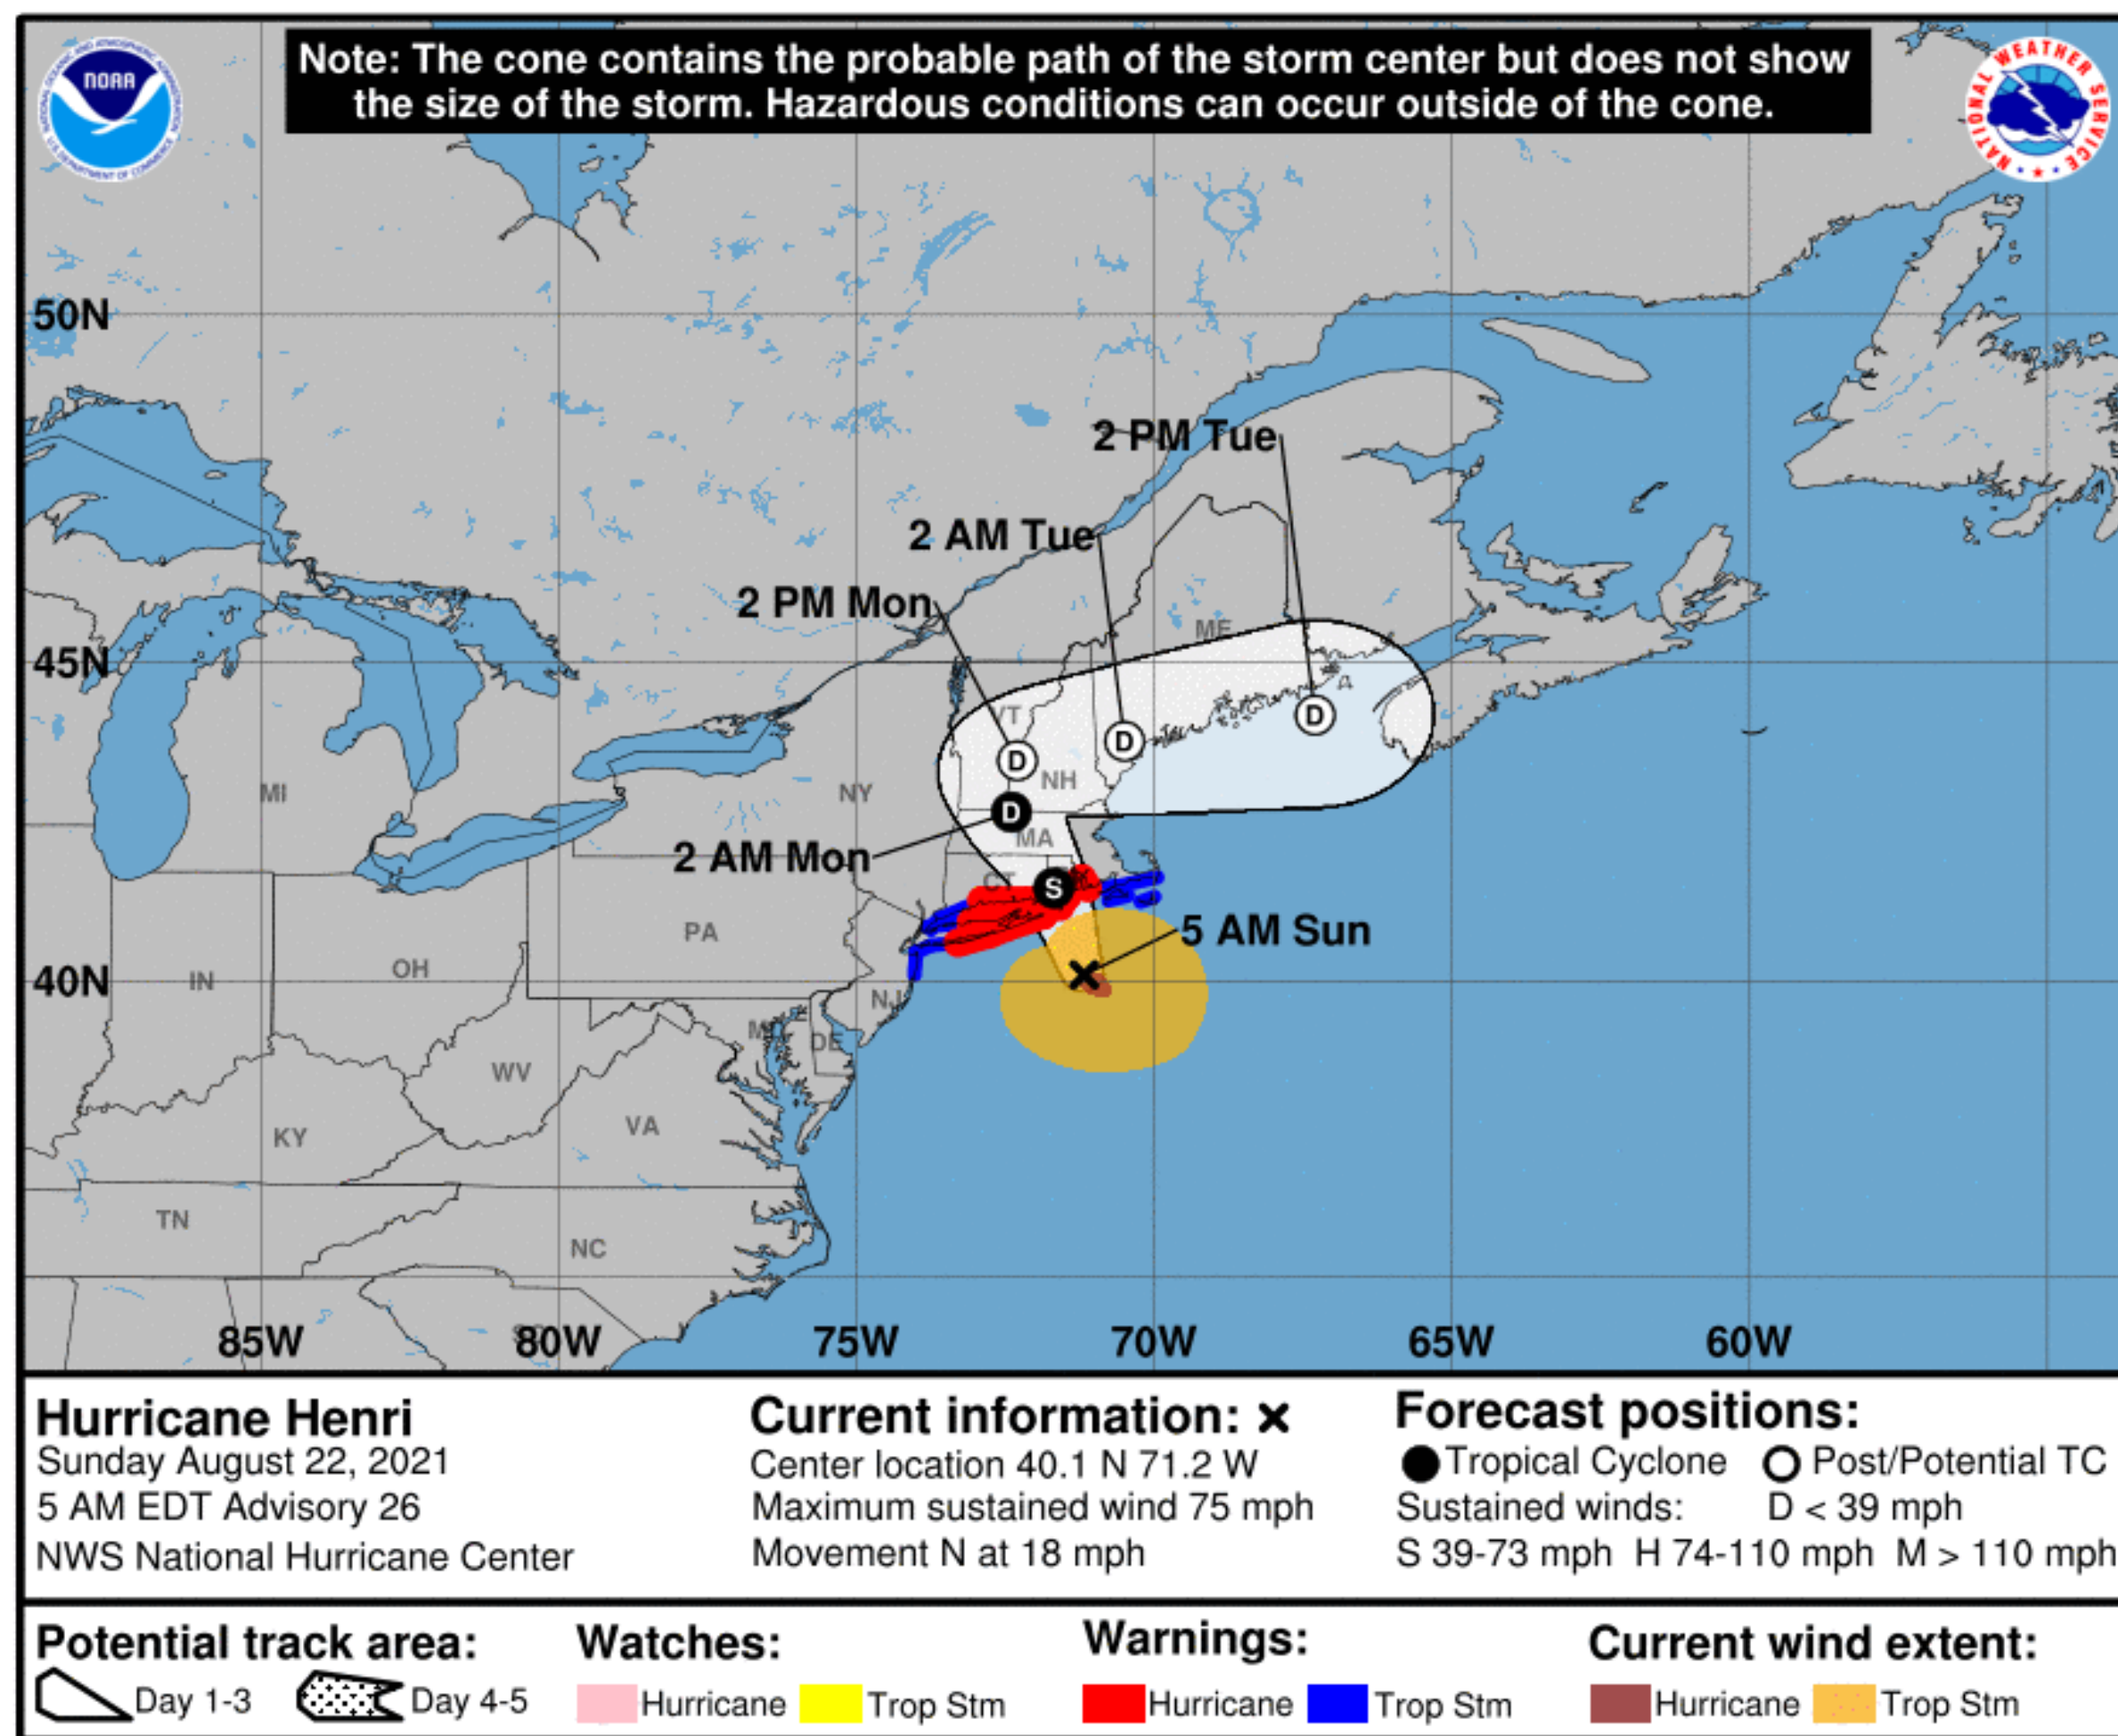 Note: The cone contains the probable path of the storm center but does not show
the size of the storm. Hazardous conditions can occur outside of the cone.
NOAA
NATIONAL WEATHER SERVICE
50N
2 PM Tue
2 AM Tue
2 PM Mon
ME
45N
VT
NH
MI
NY
MA
2 AM Mon
CT
S
D
D
D
D
5 AM Sun
PA
OH
IN
40N
NJ
DE
WV
VA
KY
TN
NC
85W
80W
75W
70W
65W
60W
Hurricane Henri
Sunday August 22, 2021
5 AM EDT Advisory 26
NWS National Hurricane Center
Current information: x
Center location 40.1 N 71.2 W
Maximum sustained wind 75 mph
Movement N at 18 mph
Forecast positions:
Tropical Cyclone Post/Potential TC
Sustained winds: D < 39 mph
S 39-73 mph H 74-110 mph M > 110 mph
Potential track area:
Day 1-3 Day 4-5
Watches:
Hurricane Trop Stm
Warnings:
Hurricane Trop Stm
Current wind extent:
Hurricane Trop Stm